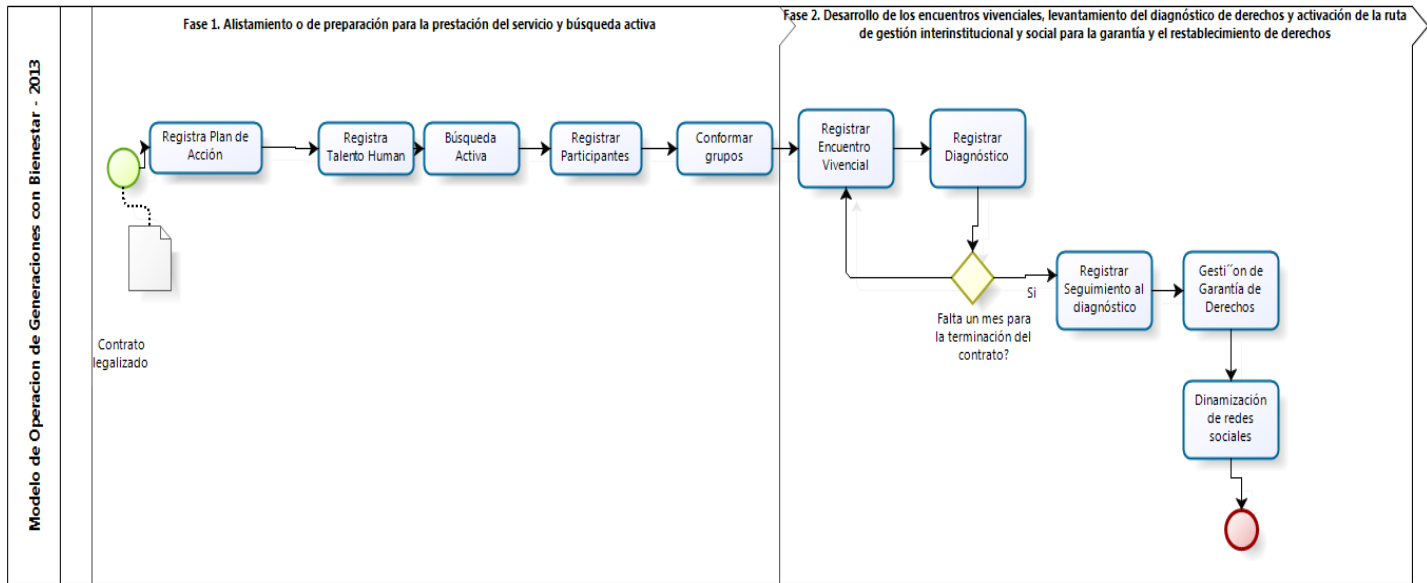 Modelo de Operacion de Generaciones con Bienestar - 2013
Fase 1. Alistamiento o de preparación para la prestación del servicio y búsqueda activa
Fase 2. Desarrollo de los encuentros vivenciales, levantamiento del diagnóstico de derechos y activación de la ruta
de gestión interinstitucional y social para la garantía y el restablecimiento de derechos
Contrato
legalizado
Registra Plan de
Acción
Registra
Talento Human
Búsqueda
Activa
Registrar
Participantes
Conformar
grupos
Registrar
Encuentro
Vivencial
Registrar
Diagnóstico
Falta un mes para
la terminación del
contrato?
Si
Registrar
Seguimiento al
diagnóstico
Gesti´´on de
Garantía de
Derechos
Dinamización
de redes
sociales